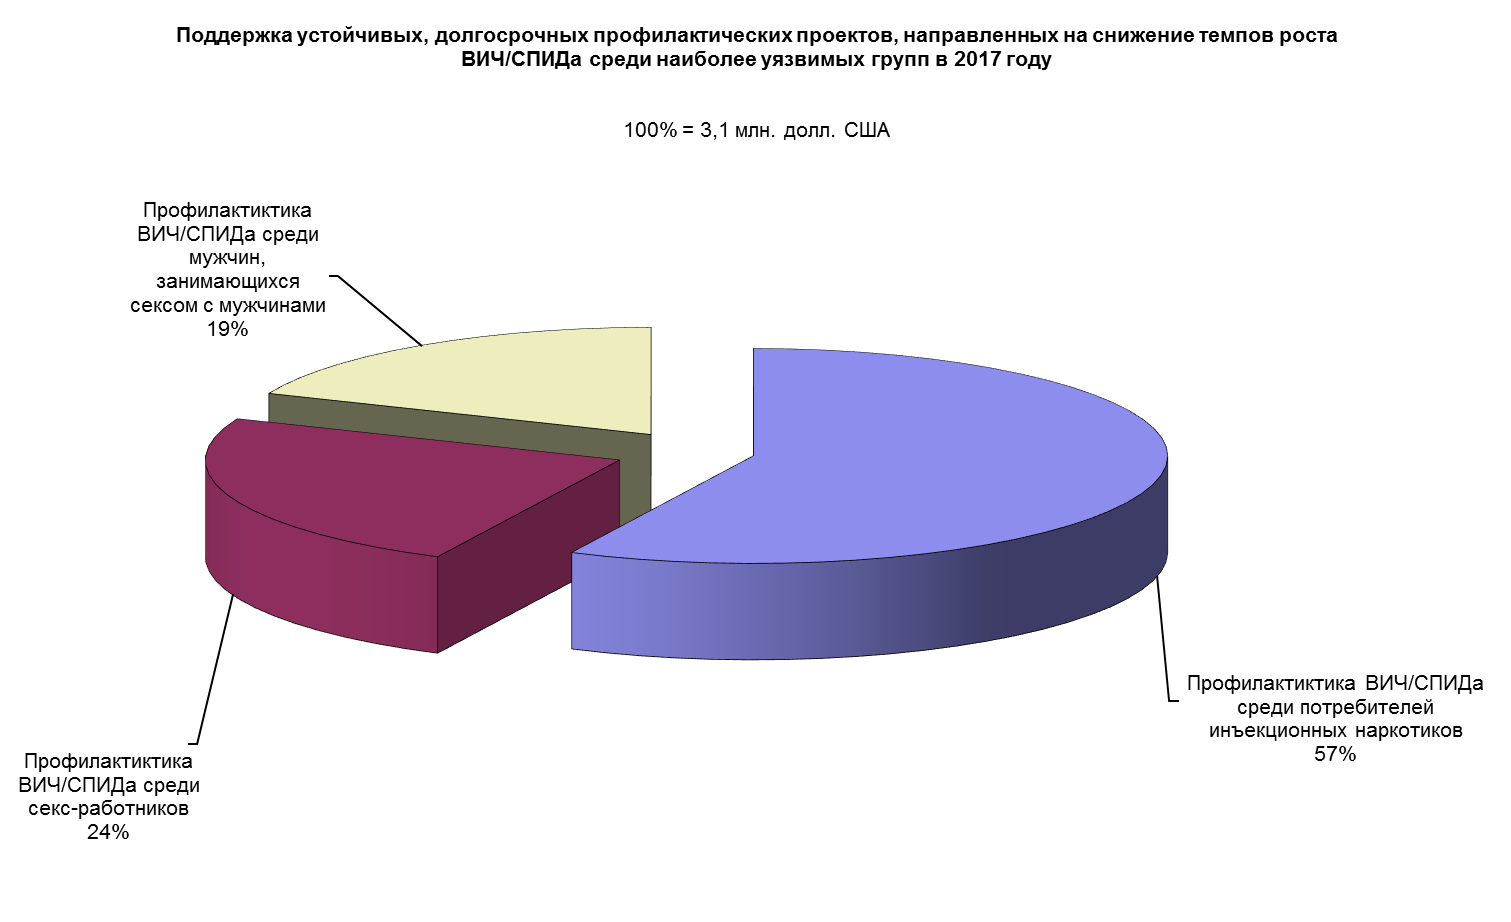 Поддержка устойчивых, долгосрочных профилактических проектов, направленных на снижение темпов роста
ВИЧ/СПИДа среди наиболее уязвимых групп в 2017 году
100% = 3,1 млн. долл. США
Профилактиктика
ВИЧ/СПИДа среди
мужчин,
занимающихся
сексом с мужчинами
19%
Профилактиктика ВИЧ/СПИДа
среди потребителей
инъекционных наркотиков
57%
Профилактиктика
ВИЧ/СПИДа среди
секс-работников
24%